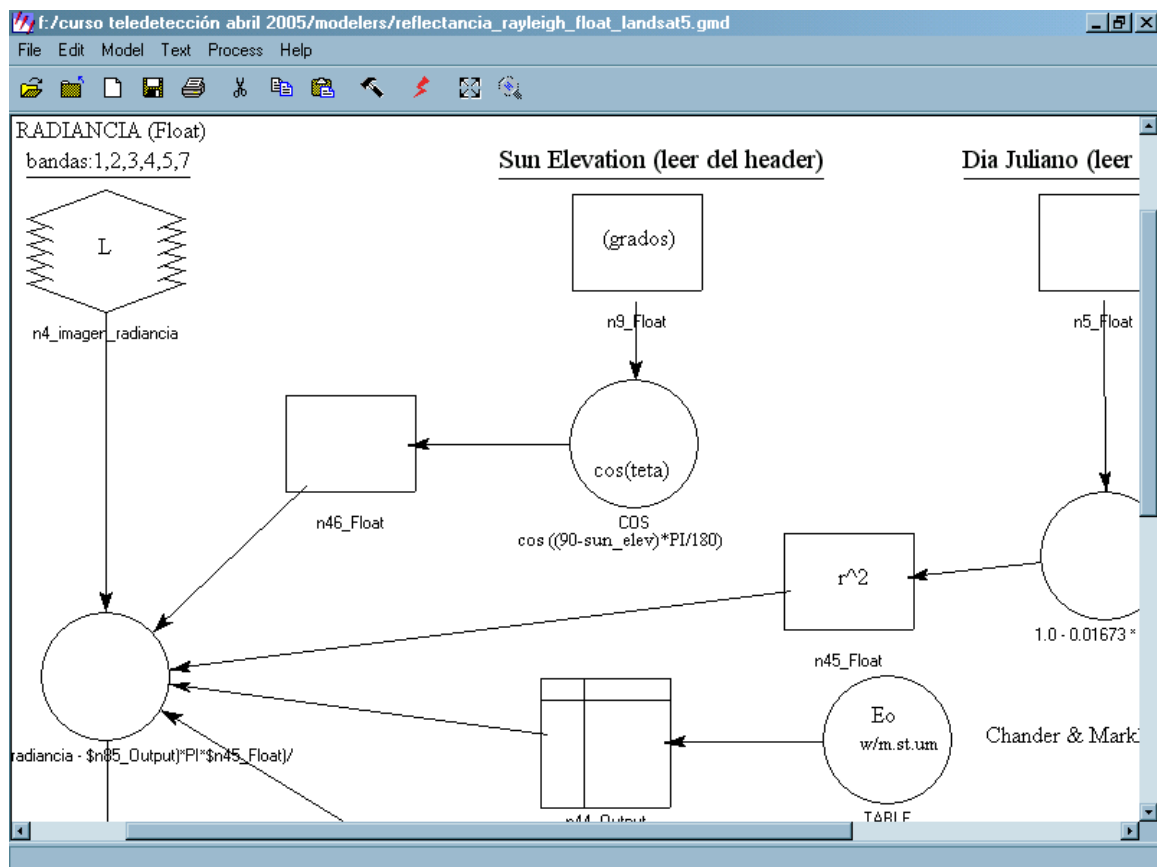 f:/curso teledetección abril 2005/modelers/reflectancia_rayleigh_float_landsat5.gmd
File Edit Model Text Process Help
RADIANCIA (Float)
bandas:1,2,3,4,5,7
Sun Elevation (leer del header)
Dia Juliano (leer
L
(grados)
n4_imagen_radiancia
n9_Float
n5_Float
cos(teta)
n46_Float
COS
cos ((90-sun_elev)*PI/180)
r^2
1.0 - 0.01673 *
n45_Float
Eo
w/m.st.um
Chander & Mark
radiancia - $n85_Output)*PI*$n45_Float)/
n44_Output
TABLE